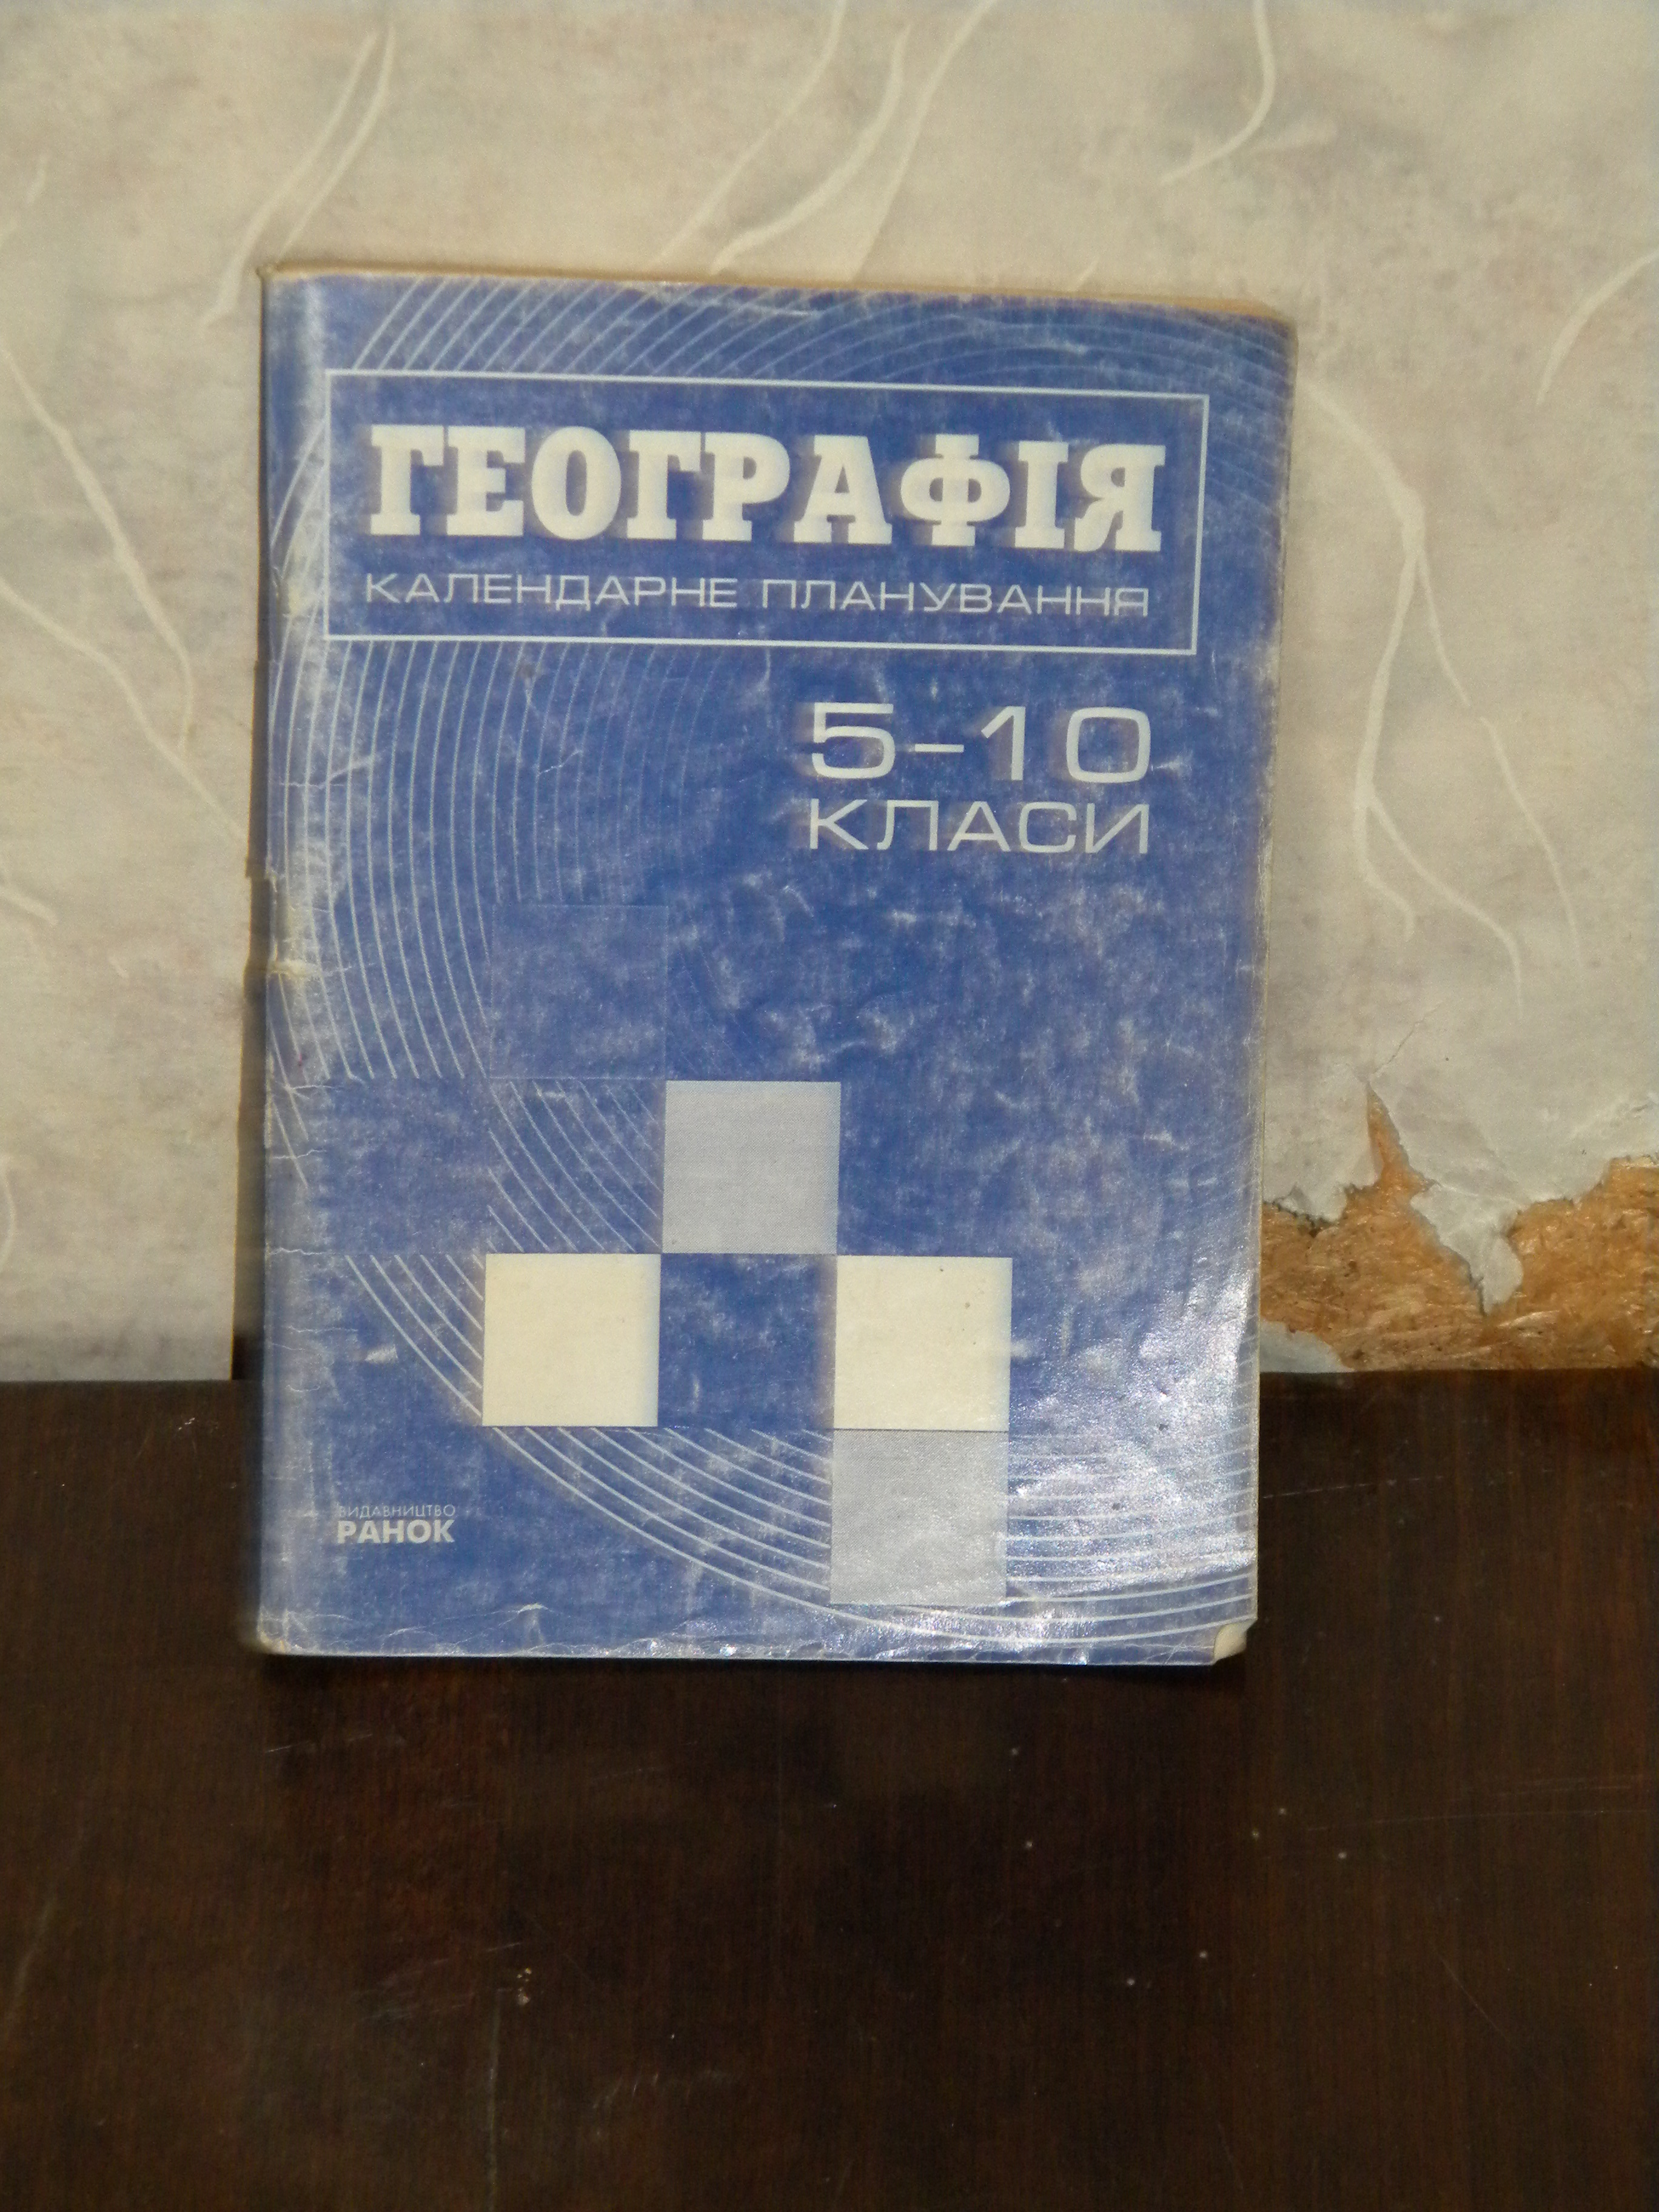 ГЕОГРАФІЯ
КАЛЕНДАРНЕ ПЛАНУВАННЯ
5–10
КЛАСИ
ВИДАВНИЦТВО
РАНОК